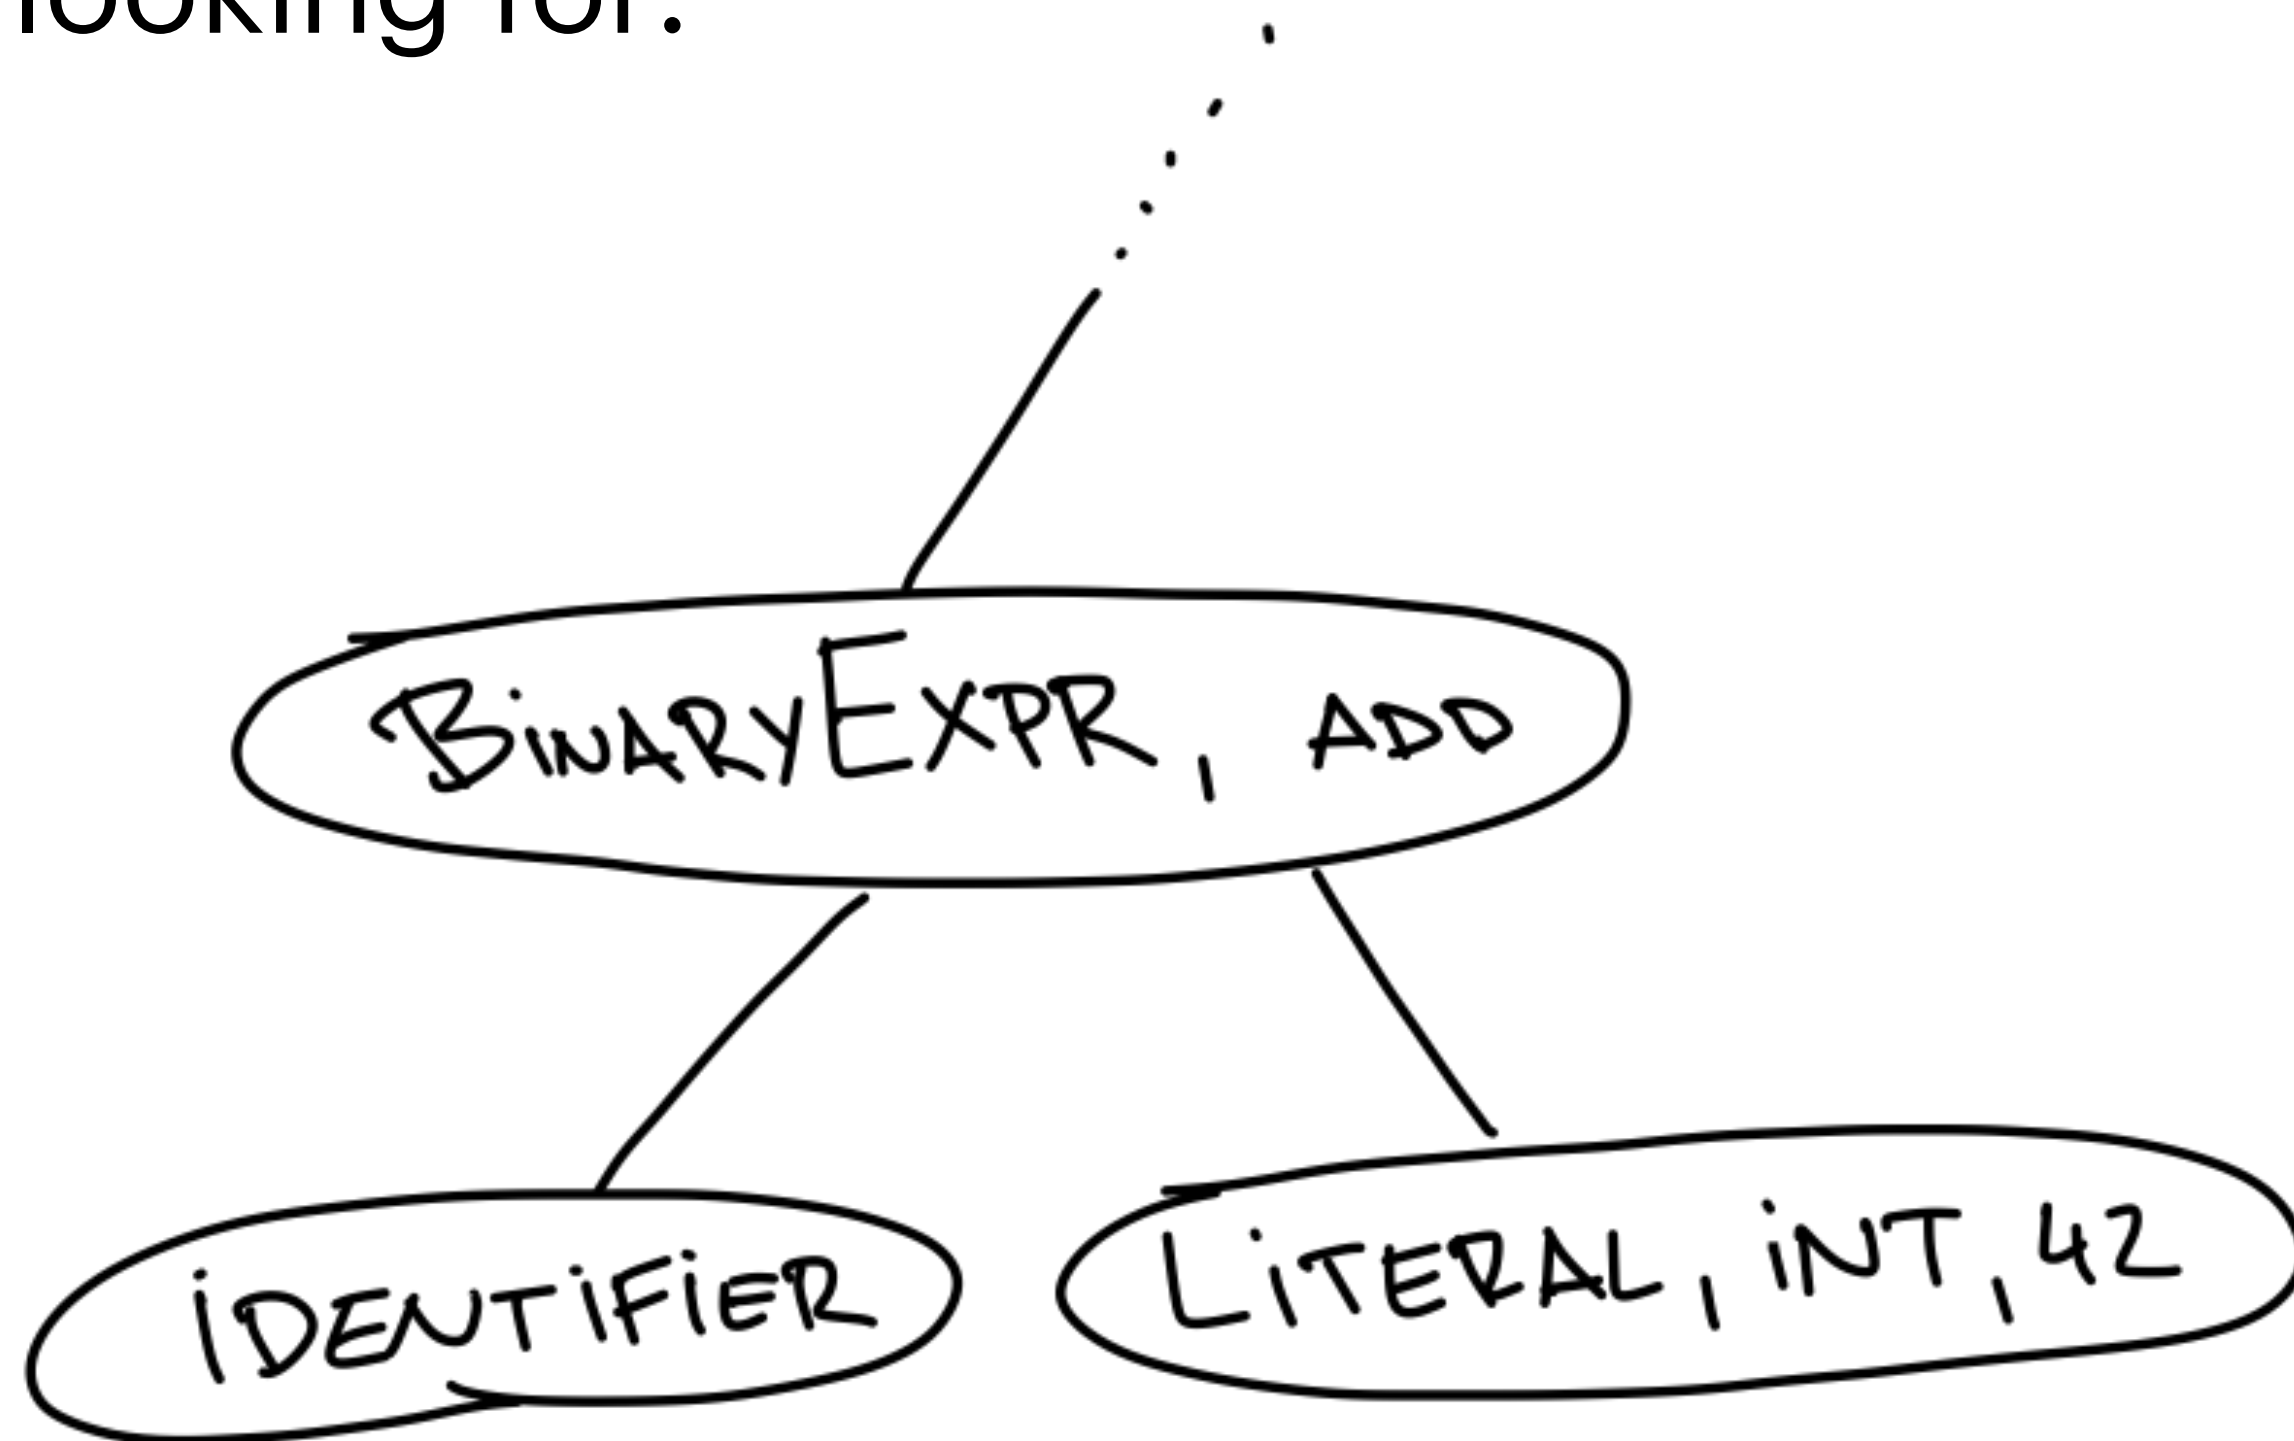 looking for.
BinaryExpr, ADD
iDENTiFiER
LiTERAL, iNT, 42